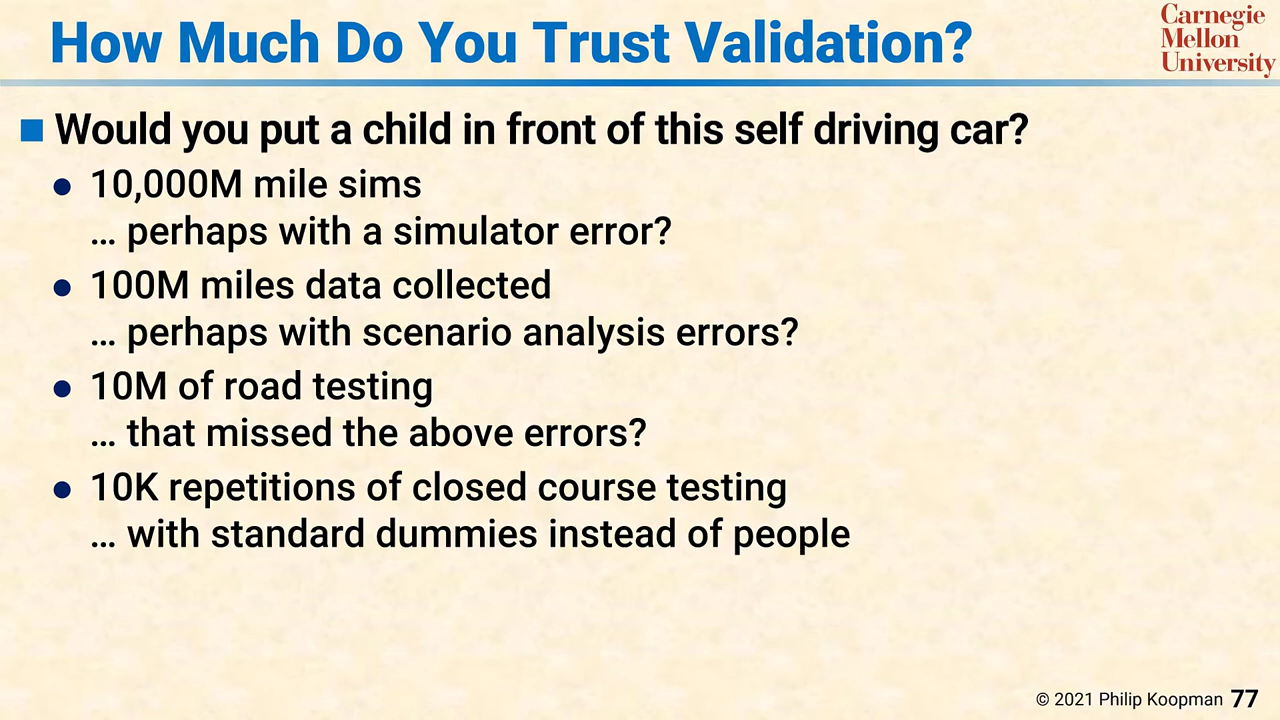 How Much Do You Trust Validation?
Carnegie
Mellon
University
Would you put a child in front of this self driving car?
10,000M mile sims
... perhaps with a simulator error?
100M miles data collected
... perhaps with scenario analysis errors?
10M of road testing
... that missed the above errors?
10K repetitions of closed course testing
... with standard dummies instead of people
© 2021 Philip Koopman 77